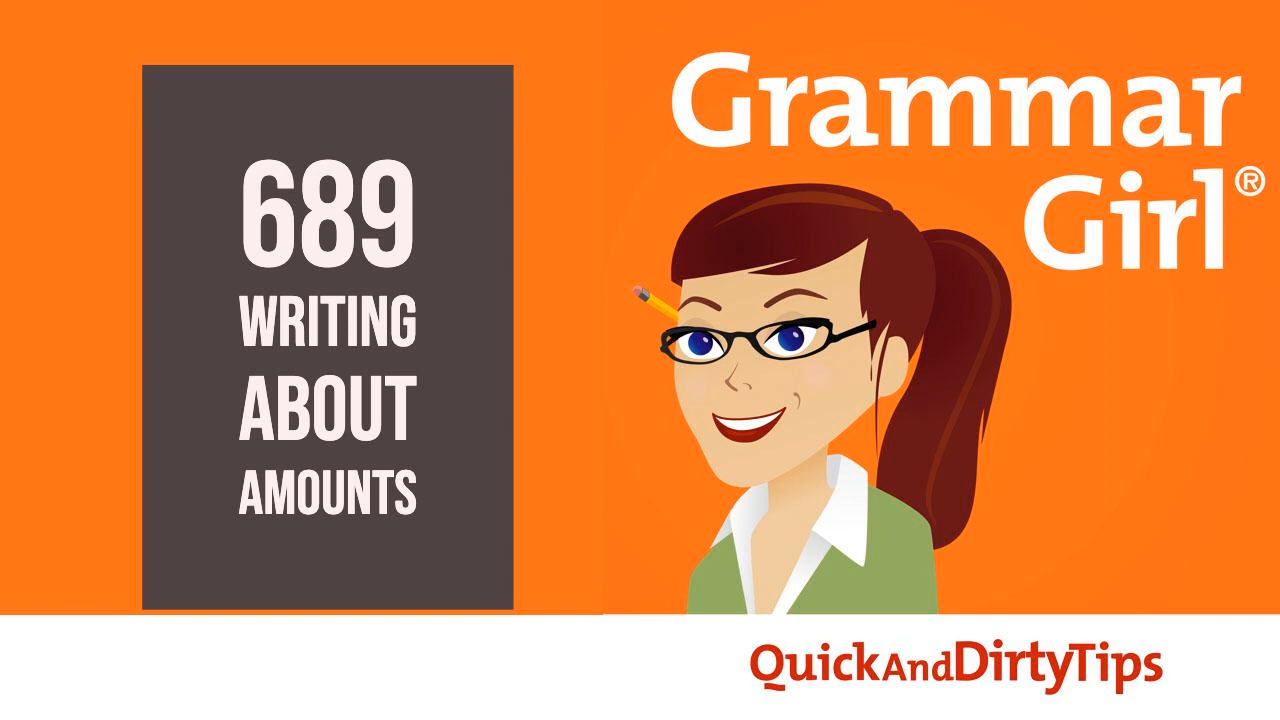 689
WRITING
ABOUT
AMOUNTS
Grammar
Girl®
QuickAndDirtyTips